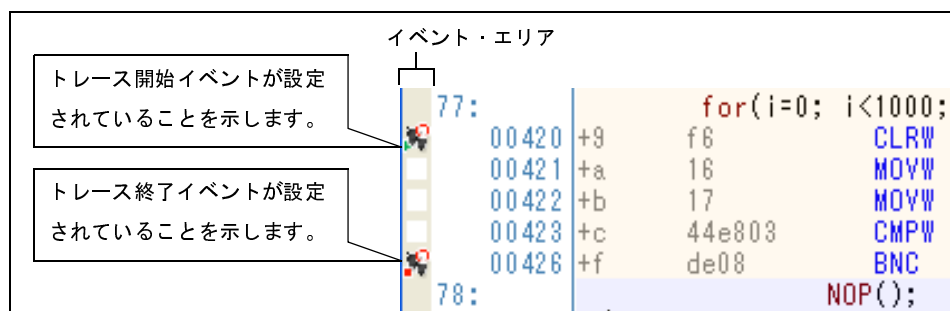 イベント・エリア
トレース開始イベントが設定
されていることを示します。
トレース終了イベントが設定
されていることを示します。
77: for(i=0; i<1000;
00420 +9 f6 CLRW
00421 +a 16 MOVW
00422 +b 17 MOVW
00423 +c 44e803 CMPW
00426 +f de08 BNC
78: NOP();